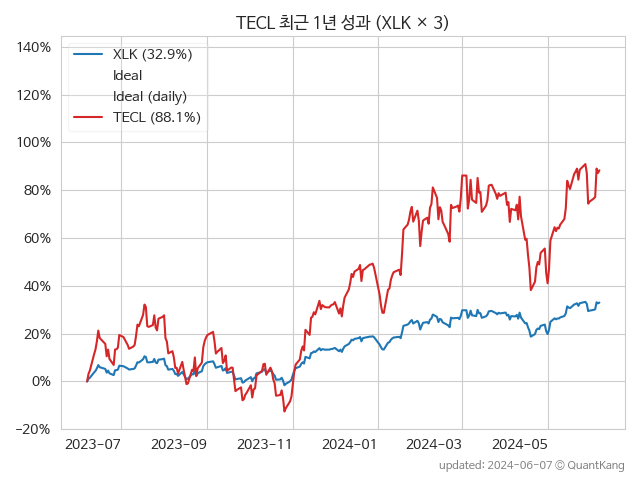 TECL 최근 1년 성과 (XLK × 3)
140%
120%
100%
80%
60%
40%
20%
0%
−20%
XLK (32.9%)
Ideal
Ideal (daily)
TECL (88.1%)
2023-07 2023-09 2023-11 2024-01 2024-03 2024-05
updated: 2024-06-07 © QuantKang